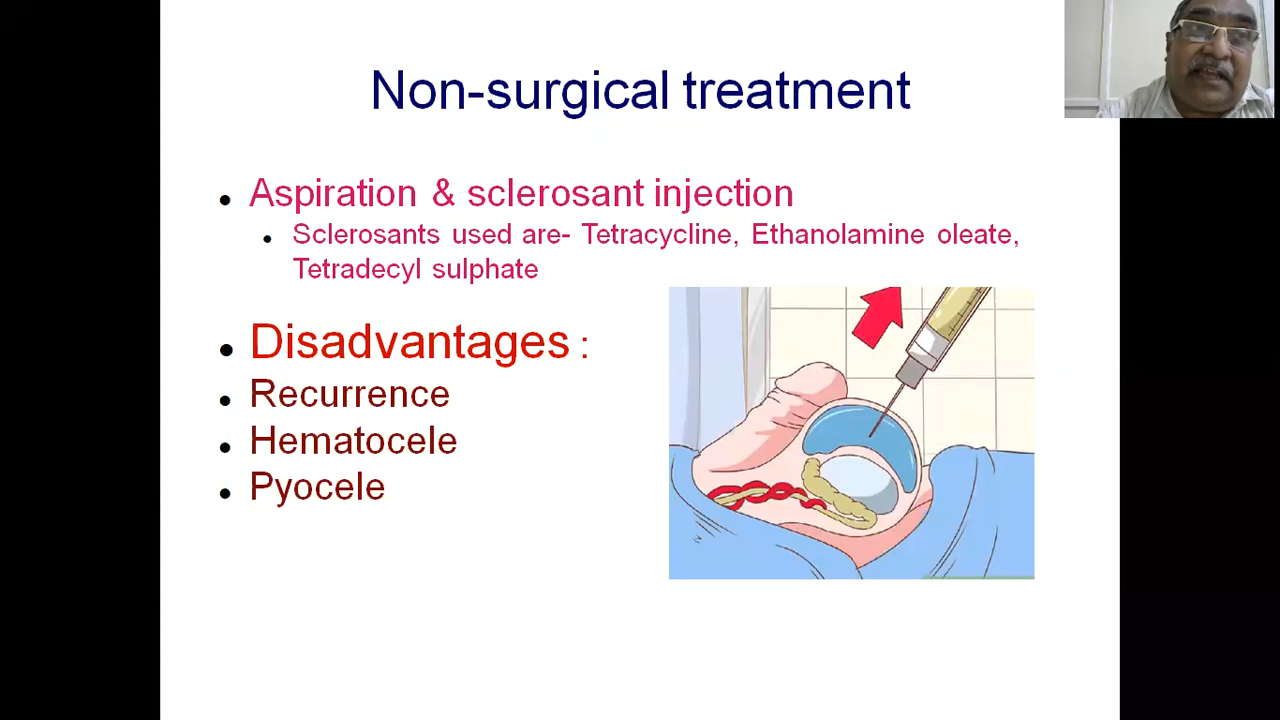 Non-surgical treatment
Aspiration & sclerosant injection
Sclerosants used are- Tetracycline, Ethanolamine oleate,
Tetradecyl sulphate
Disadvantages :
Recurrence
Hematocele
Pyocele